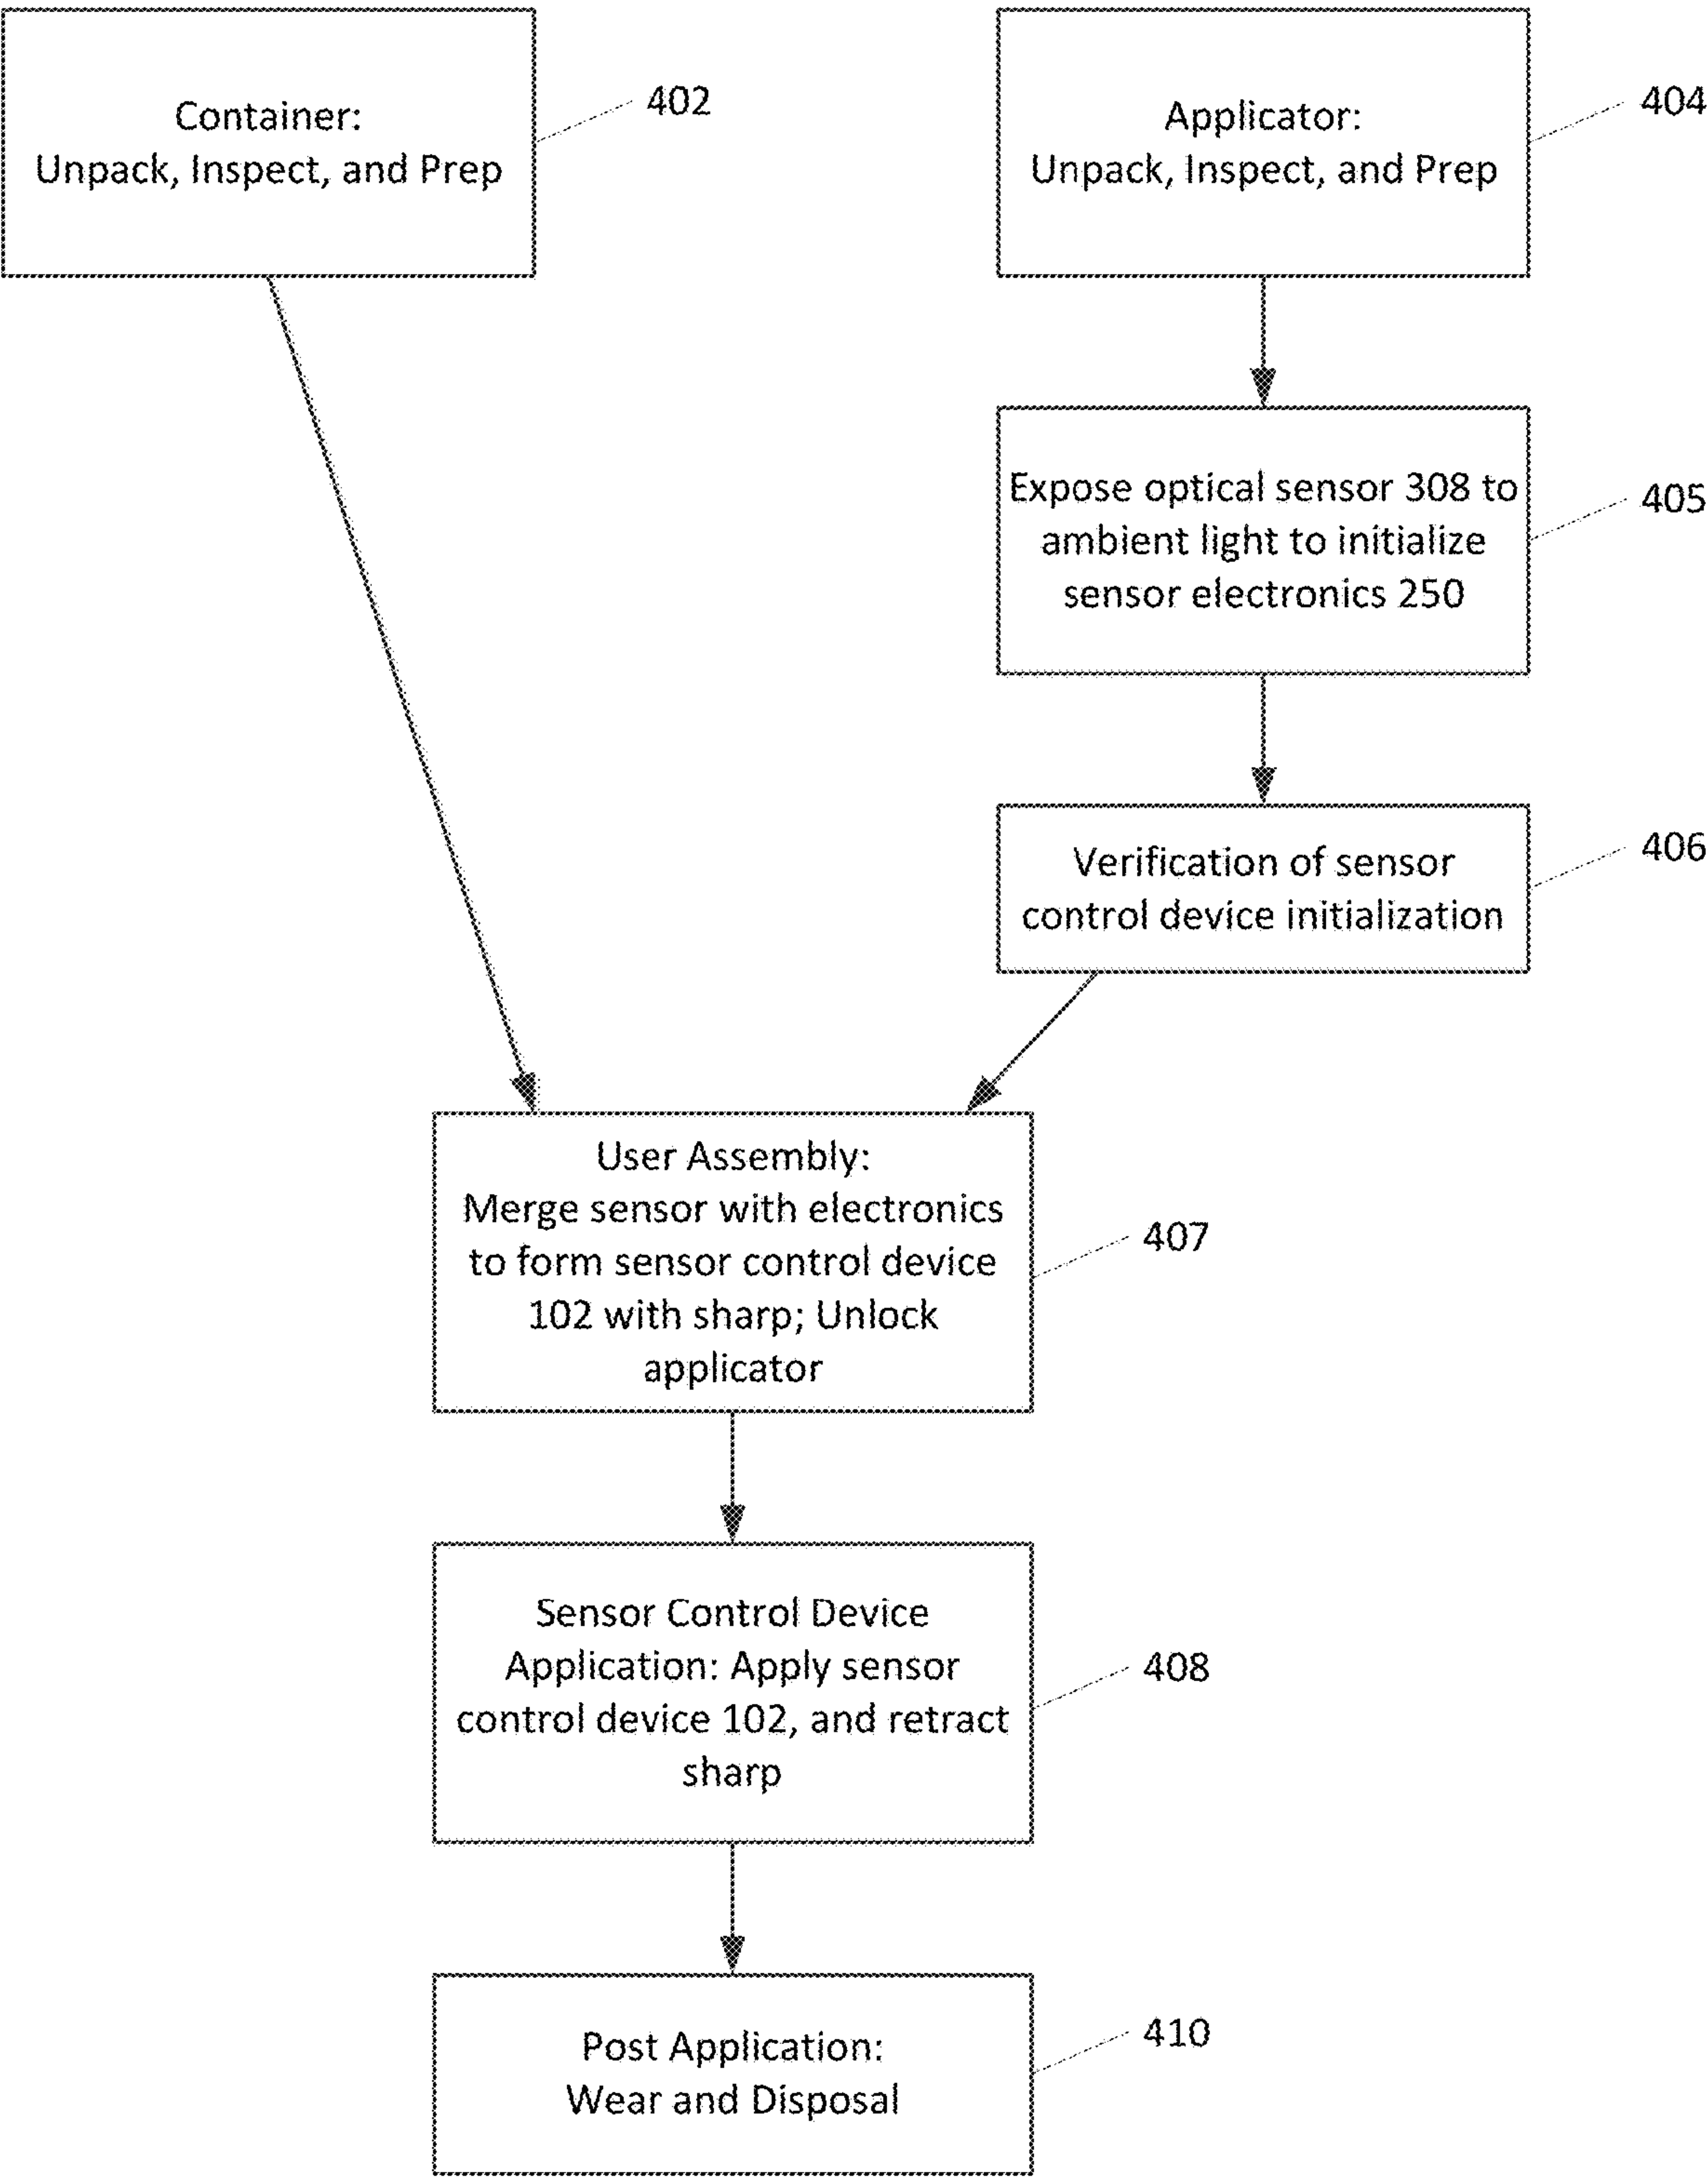 Container:
Unpack, Inspect, and Prep
402
Applicator:
Unpack, Inspect, and Prep
404
Expose optical sensor 308 to
ambient light to initialize
sensor electronics 250
405
Verification of sensor
control device initialization
406
User Assembly:
Merge sensor with electronics
to form sensor control device
102 with sharp; Unlock
applicator
407
Sensor Control Device
Application: Apply sensor
control device 102, and retract
sharp
408
Post Application:
Wear and Disposal
410